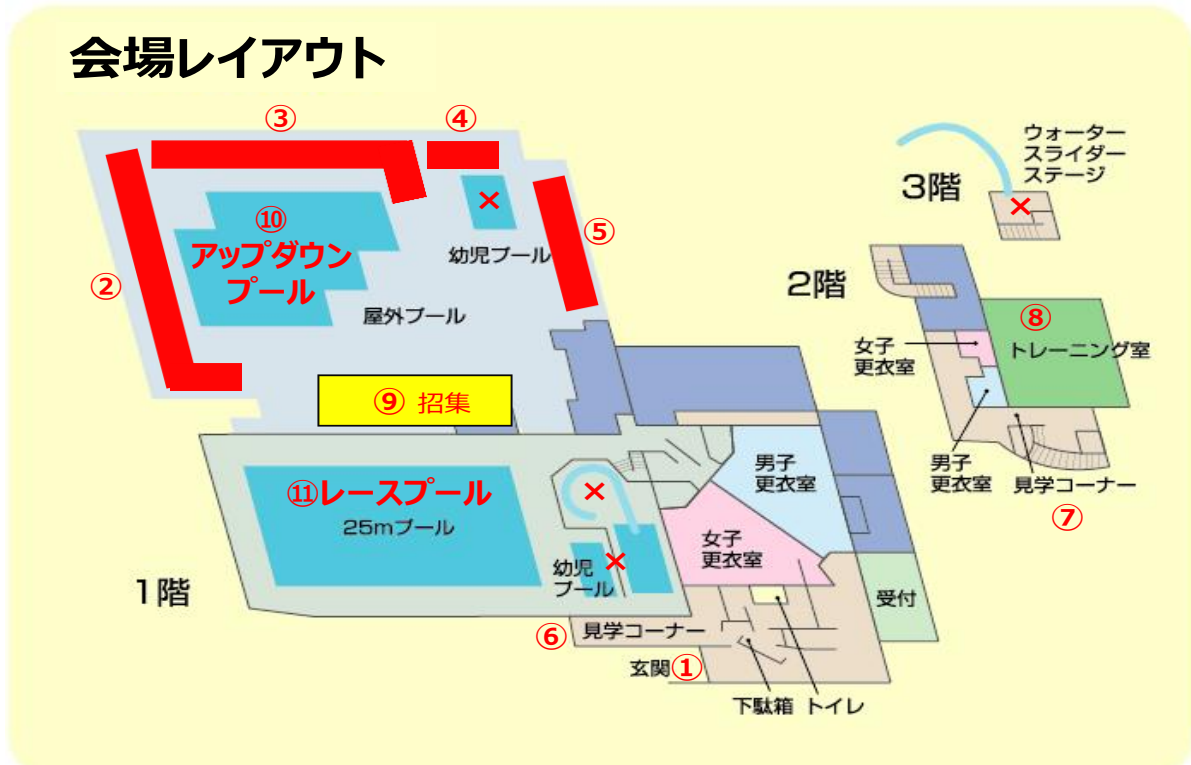 会場レイアウト
③
④
ウォーター
スライダー
ステージ
3階
×
×
⑩
アップダウン
プール
⑤
幼児プール
②
屋外プール
2階
⑧
女子
更衣室
トレーニング室
⑨ 招集
男子
更衣室
男子
更衣室
見学コーナー
⑦
⑪レースプール
25mプール
×
女子
更衣室
×
幼児
プール
1階
受付
⑥
見学コーナー
玄関①
下駄箱 トイレ